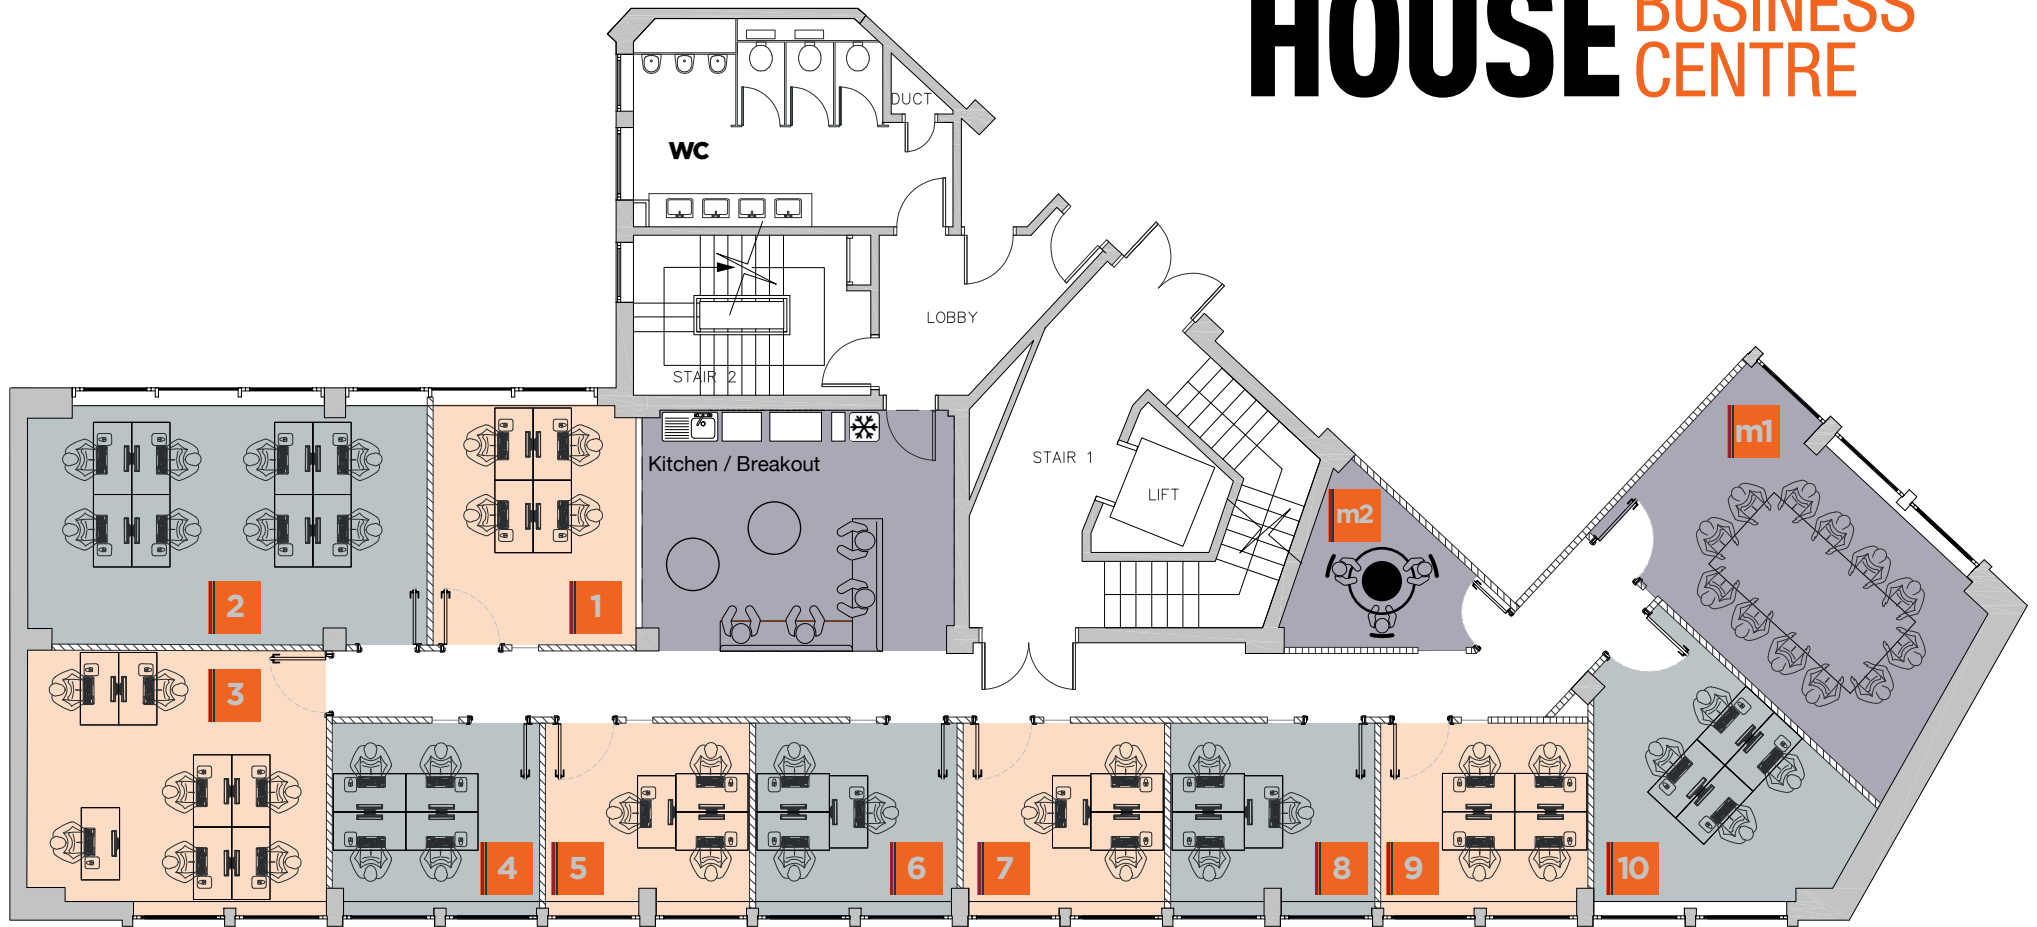 HOUSE
BUSINESS
CENTRE
DUCT
WC
LOBBY
STAIR 2
Kitchen / Breakout
STAIR 1
LIFT
m1
m2
2
1
3
4
5
6
7
8
9
10